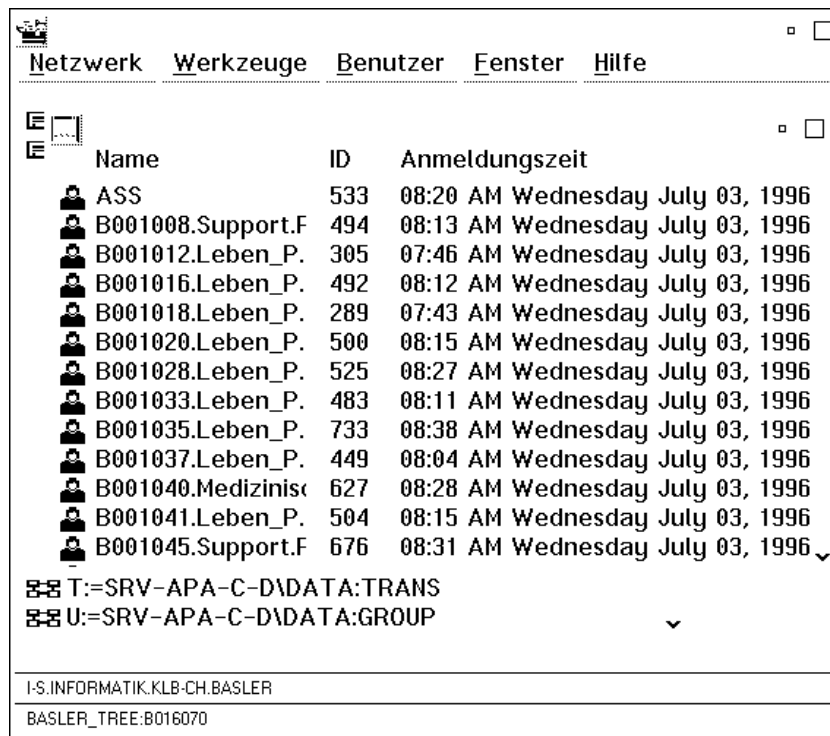 Netzwerk Werkzeuge Benutzer Fenster Hilfe
Name ID Anmeldungszeit
ASS 533 08:20 AM Wednesday July 03, 1996
B001008.Support.F 494 08:13 AM Wednesday July 03, 1996
B001012.Leben_P. 305 07:46 AM Wednesday July 03, 1996
B001016.Leben_P. 492 08:12 AM Wednesday July 03, 1996
B001018.Leben_P. 289 07:43 AM Wednesday July 03, 1996
B001020.Leben_P. 500 08:15 AM Wednesday July 03, 1996
B001028.Leben_P. 525 08:27 AM Wednesday July 03, 1996
B001033.Leben_P. 483 08:11 AM Wednesday July 03, 1996
B001035.Leben_P. 733 08:38 AM Wednesday July 03, 1996
B001037.Leben_P. 449 08:04 AM Wednesday July 03, 1996
B001040.Medizinisc 627 08:28 AM Wednesday July 03, 1996
B001041.Leben_P. 504 08:15 AM Wednesday July 03, 1996
B001045.Support.F 676 08:31 AM Wednesday July 03, 1996
T:=SRV-APA-C-D\DATA:TRANS
U:=SRV-APA-C-D\DATA:GROUP
I-S.INFORMATIK.KLB-CH.BASLER
BASLER_TREE:B016070